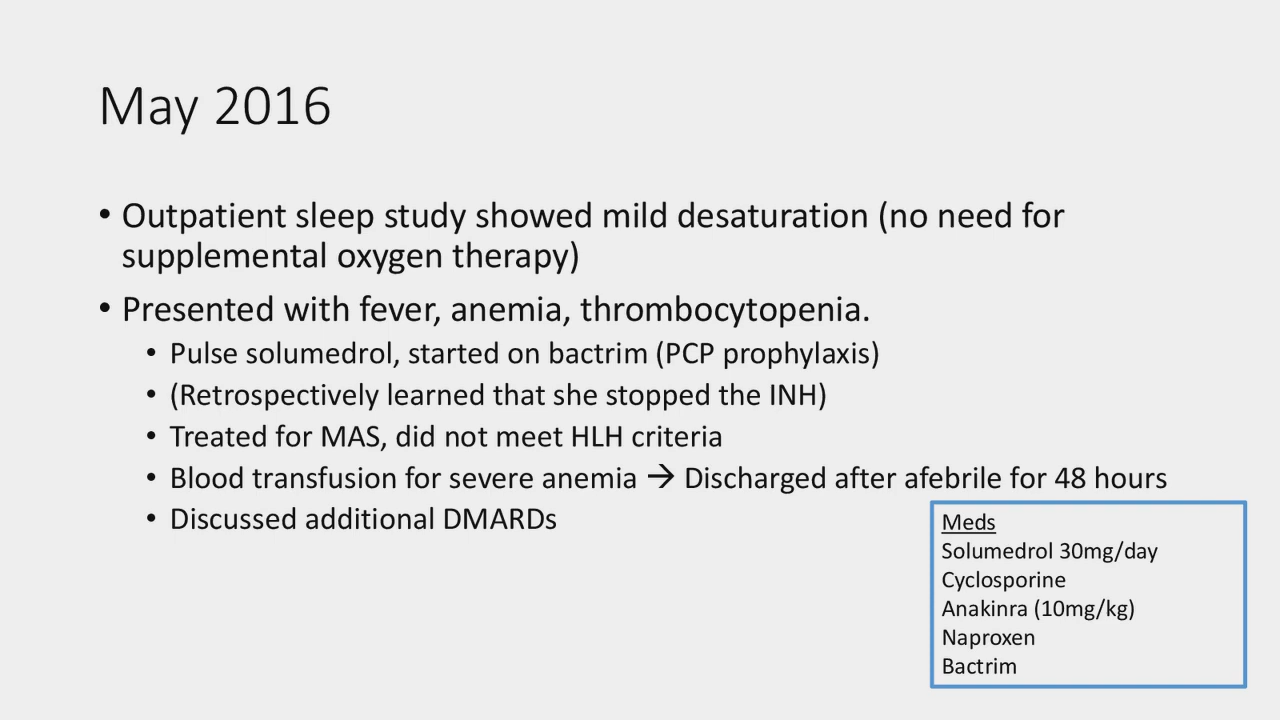 May 2016
• Outpatient sleep study showed mild desaturation (no need for
supplemental oxygen therapy)
• Presented with fever, anemia, thrombocytopenia.
• Pulse solumedrol, started on bactrim (PCP prophylaxis)
• (Retrospectively learned that she stopped the INH)
• Treated for MAS, did not meet HLH criteria
• Blood transfusion for severe anemia → Discharged after afebrile for 48 hours
• Discussed additional DMARDs
Meds
Solumedrol 30mg/day
Cyclosporine
Anakinra (10mg/kg)
Naproxen
Bactrim